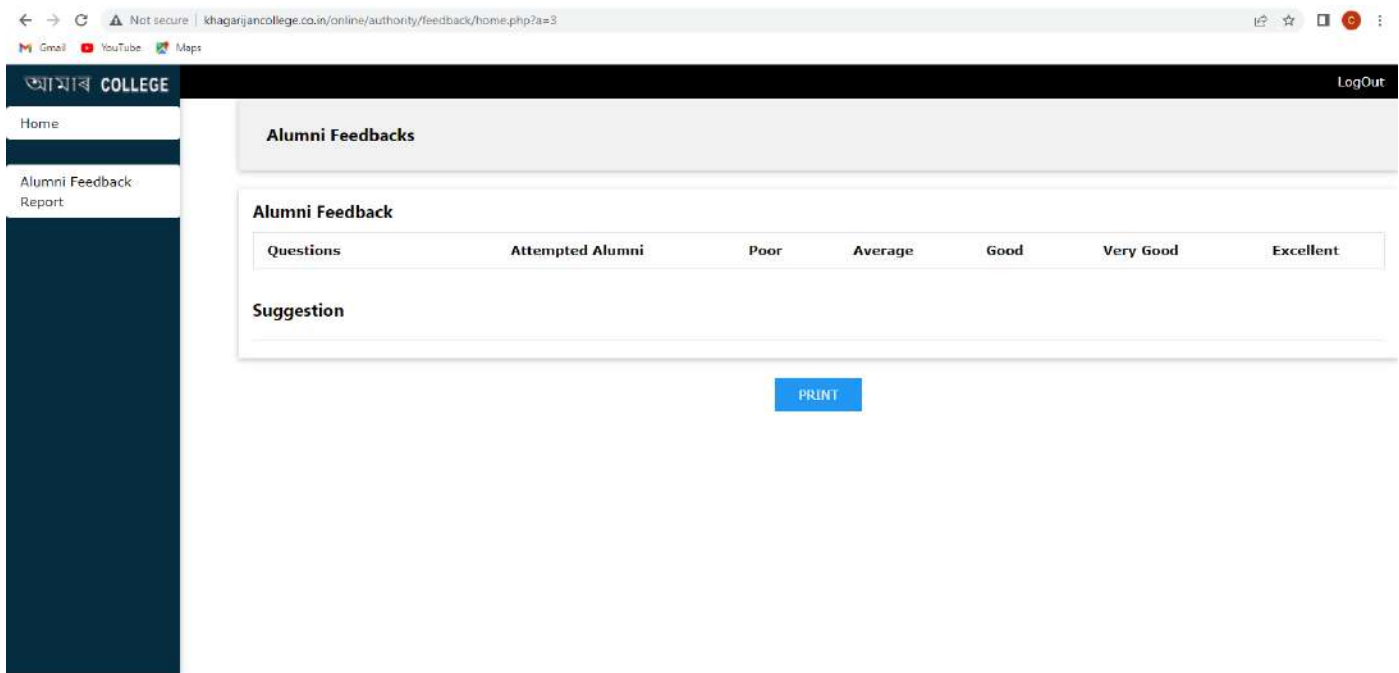 Not secure | khagarijancollege.co.in/online/authority/feedback/home.php?a=3
C
Gmail YouTube Maps
আমাৰ COLLEGE
LogOut
Home
Alumni Feedback
Report
Alumni Feedbacks
Alumni Feedback
Questions Attempted Alumni Poor Average Good Very Good Excellent
Suggestion
PRINT